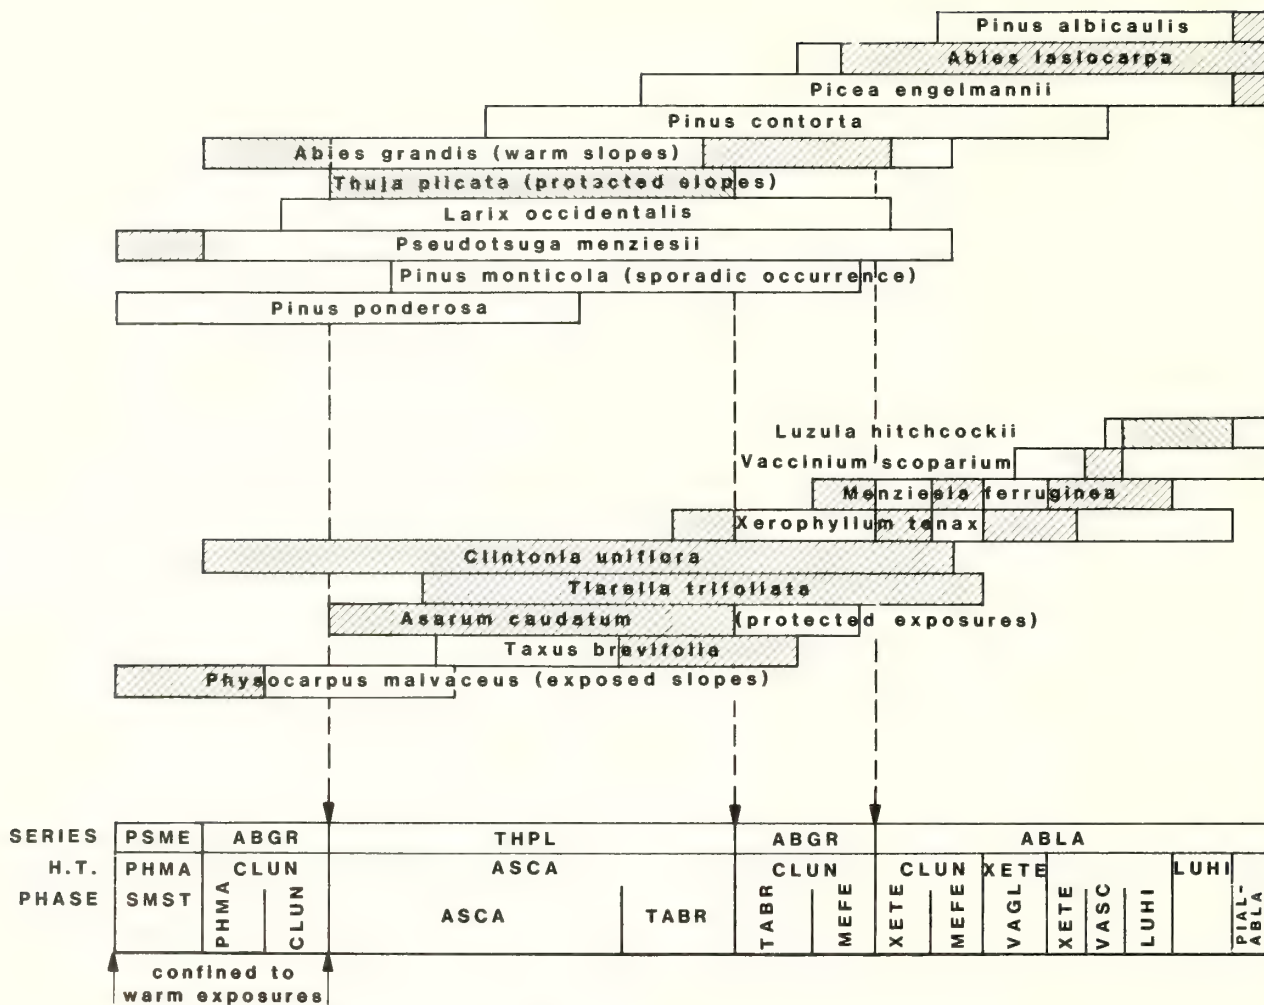 Pinus albicaulis
Abies lasiocarpa
Picea engelmannii
Pinus contorta
Abies grandis (warm slopes)
Thuja plicata (protected slopes)
Larix occidentalis
Pseudotsuga menziesii
Pinus monticola (sporadic occurrence)
Pinus ponderosa
Luzula hitchcockii
Vaccinium scoparium
Menziesia ferruginea
Xerophyllum tenax
Clintonia uniflora
Tiarella trifoliata
Asarum caudatum (protected exposures)
Taxus brevifolia
Physocarpus malvaceus (exposed slopes)
SERIES PSME ABGR THPL ABGR ABLA
H.T. PHMA CLUN ASCA CLUN CLUN XETE LUHI
PHASE SMST PHMA CLUN ASCA TABR TABR MEFE XETE MEFE VAGL XETE VASC LUHI PIAL-ABLA
confined to
warm exposures